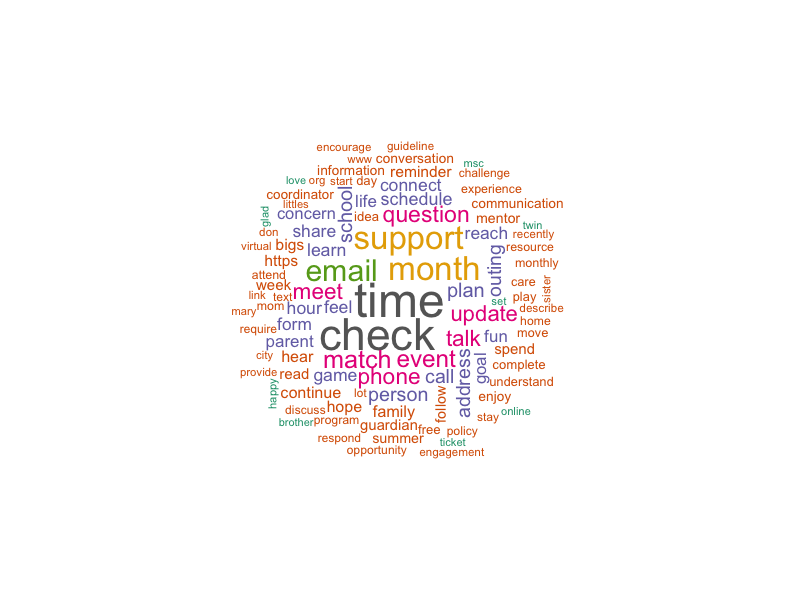 encourage guideline
www conversation msc
information reminder challenge
love org start day connect experience
coordinator life schedule communication
littles school
glad concern idea question mentor twin
don share support reach recently
virtual bigs learn outing resource
https email month monthly
attend week care sister
link text meet time plan set play
mary mom hour feel update describe
require form check home
parent talk fun move
city hear match event address goal spend
provide read game phone call complete
happy continue lot person understand
discuss hope family follow enjoy
brother program guardian free stay online
respond summer policy
opportunity ticket engagement